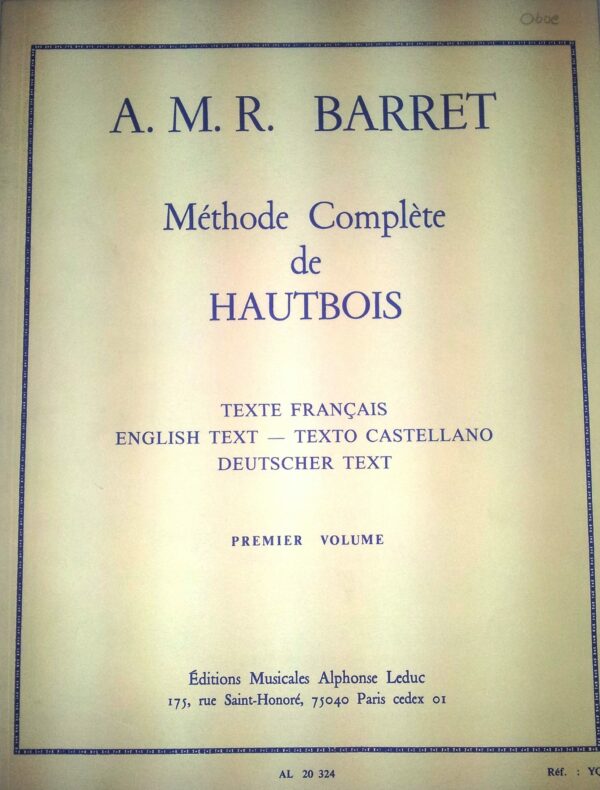 Oboe
A. M. R. BARRET
Méthode Complète
de
HAUTBOIS
TEXTE FRANÇAIS
ENGLISH TEXT — TEXTO CASTELLANO
DEUTSCHER TEXT
PREMIER VOLUME
Éditions Musicales Alphonse Leduc
175, rue Saint-Honoré, 75040 Paris cedex 01
AL 20 324
Réf. :